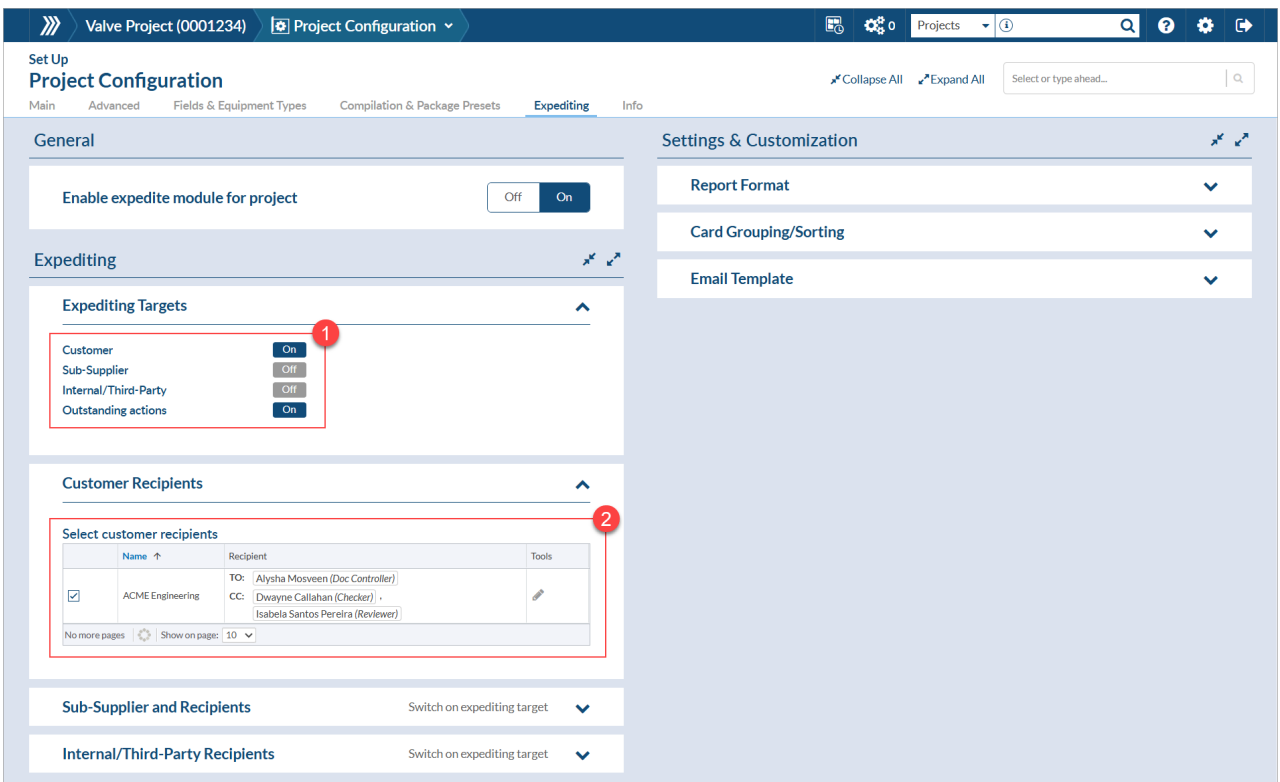 Valve Project (0001234) Project Configuration
0 Projects
Set Up
Project Configuration
Collapse All Expand All Select or type ahead...
Main Advanced Fields & Equipment Types Compilation & Package Presets Expediting Info
General
Enable expedite module for project Off On
Expediting
Expediting Targets
1
Customer On
Sub-Supplier Off
Internal/Third-Party Off
Outstanding actions On
Customer Recipients
2
Select customer recipients
Name ↑ Recipient Tools
TO: Alysha Mosveen (Doc Controller)
ACME Engineering CC: Dwayne Callahan (Checker) ,
Isabela Santos Pereira (Reviewer)
No more pages Show on page: 10
Sub-Supplier and Recipients Switch on expediting target
Internal/Third-Party Recipients Switch on expediting target
Settings & Customization
Report Format
Card Grouping/Sorting
Email Template